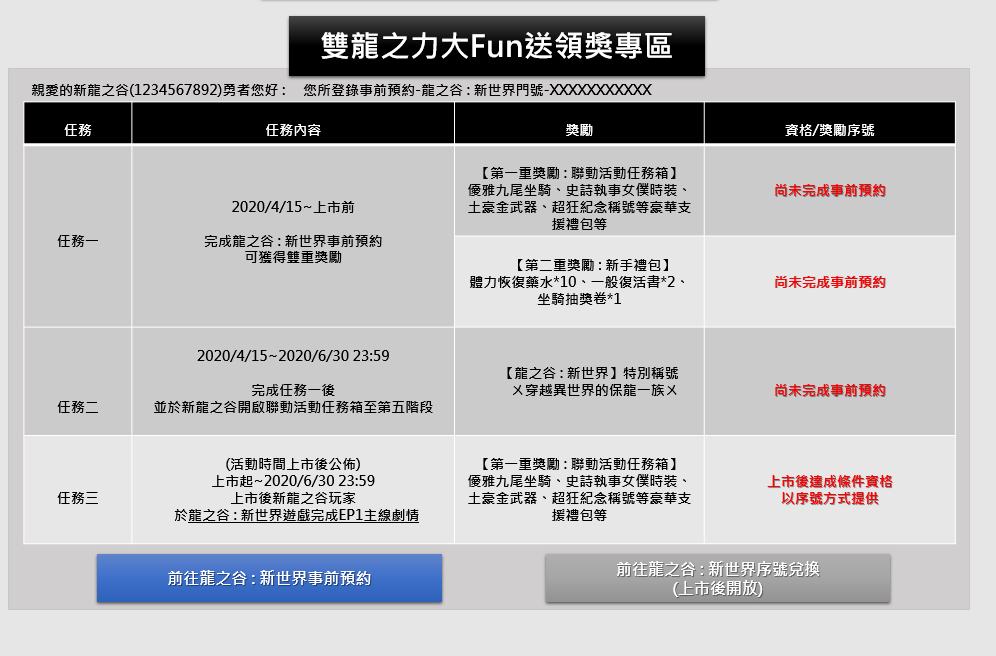 雙龍之力大Fun送領獎專區
親愛的新龍之谷(1234567892)勇者您好： 您所登錄事前預約-龍之谷：新世界門號-XXXXXXXXXXX
任務
任務內容
獎勵
資格/獎勵序號
任務一
2020/4/15~上市前
完成龍之谷：新世界事前預約
可獲得雙重獎勵
【第一重獎勵：聯動活動任務箱】
優雅九尾坐騎、史詩執事女僕時裝、
土豪金武器、超狂紀念稱號等豪華支
援禮包等
尚未完成事前預約
【第二重獎勵：新手禮包】
體力恢復藥水*10、一般復活書*2、
坐騎抽獎卷*1
尚未完成事前預約
任務二
2020/4/15~2020/6/30 23:59
完成任務一後
並於新龍之谷開啟聯動活動任務箱至第五階段
【龍之谷：新世界】特別稱號
ㄨ穿越異世界的保龍一族ㄨ
尚未完成事前預約
任務三
(活動時間上市後公佈)
上市起~2020/6/30 23:59
上市後新龍之谷玩家
於龍之谷：新世界遊戲完成EP1主線劇情
【第一重獎勵：聯動活動任務箱】
優雅九尾坐騎、史詩執事女僕時裝、
土豪金武器、超狂紀念稱號等豪華支
援禮包等
上市後達成條件資格
以序號方式提供
前往龍之谷：新世界事前預約
前往龍之谷：新世界序號兌換
(上市後開放)